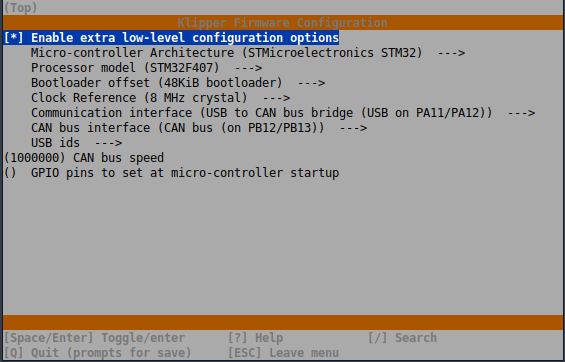 (Top)
Klipper Firmware Configuration
[*] Enable extra low-level configuration options
Micro-controller Architecture (STMicroelectronics STM32)  --->
Processor model (STM32F407)  --->
Bootloader offset (48KiB bootloader)  --->
Clock Reference (8 MHz crystal)  --->
Communication interface (USB to CAN bus bridge (USB on PA11/PA12))  --->
CAN bus interface (CAN bus (on PB12/PB13))  --->
USB ids  --->
(1000000) CAN bus speed
()  GPIO pins to set at micro-controller startup
[Space/Enter] Toggle/enter      [?] Help             [/] Search
[Q] Quit (prompts for save)     [ESC] Leave menu